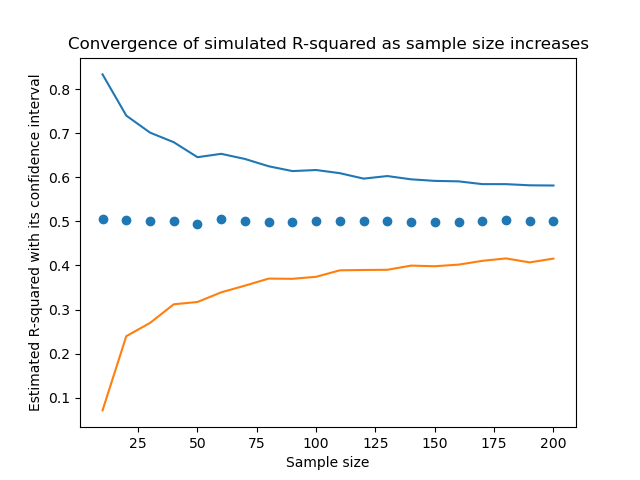 Convergence of simulated R-squared as sample size increases
Estimated R-squared with its confidence interval
0.8
0.7
0.6
0.5
0.4
0.3
0.2
0.1
25 50 75 100 125 150 175 200
Sample size